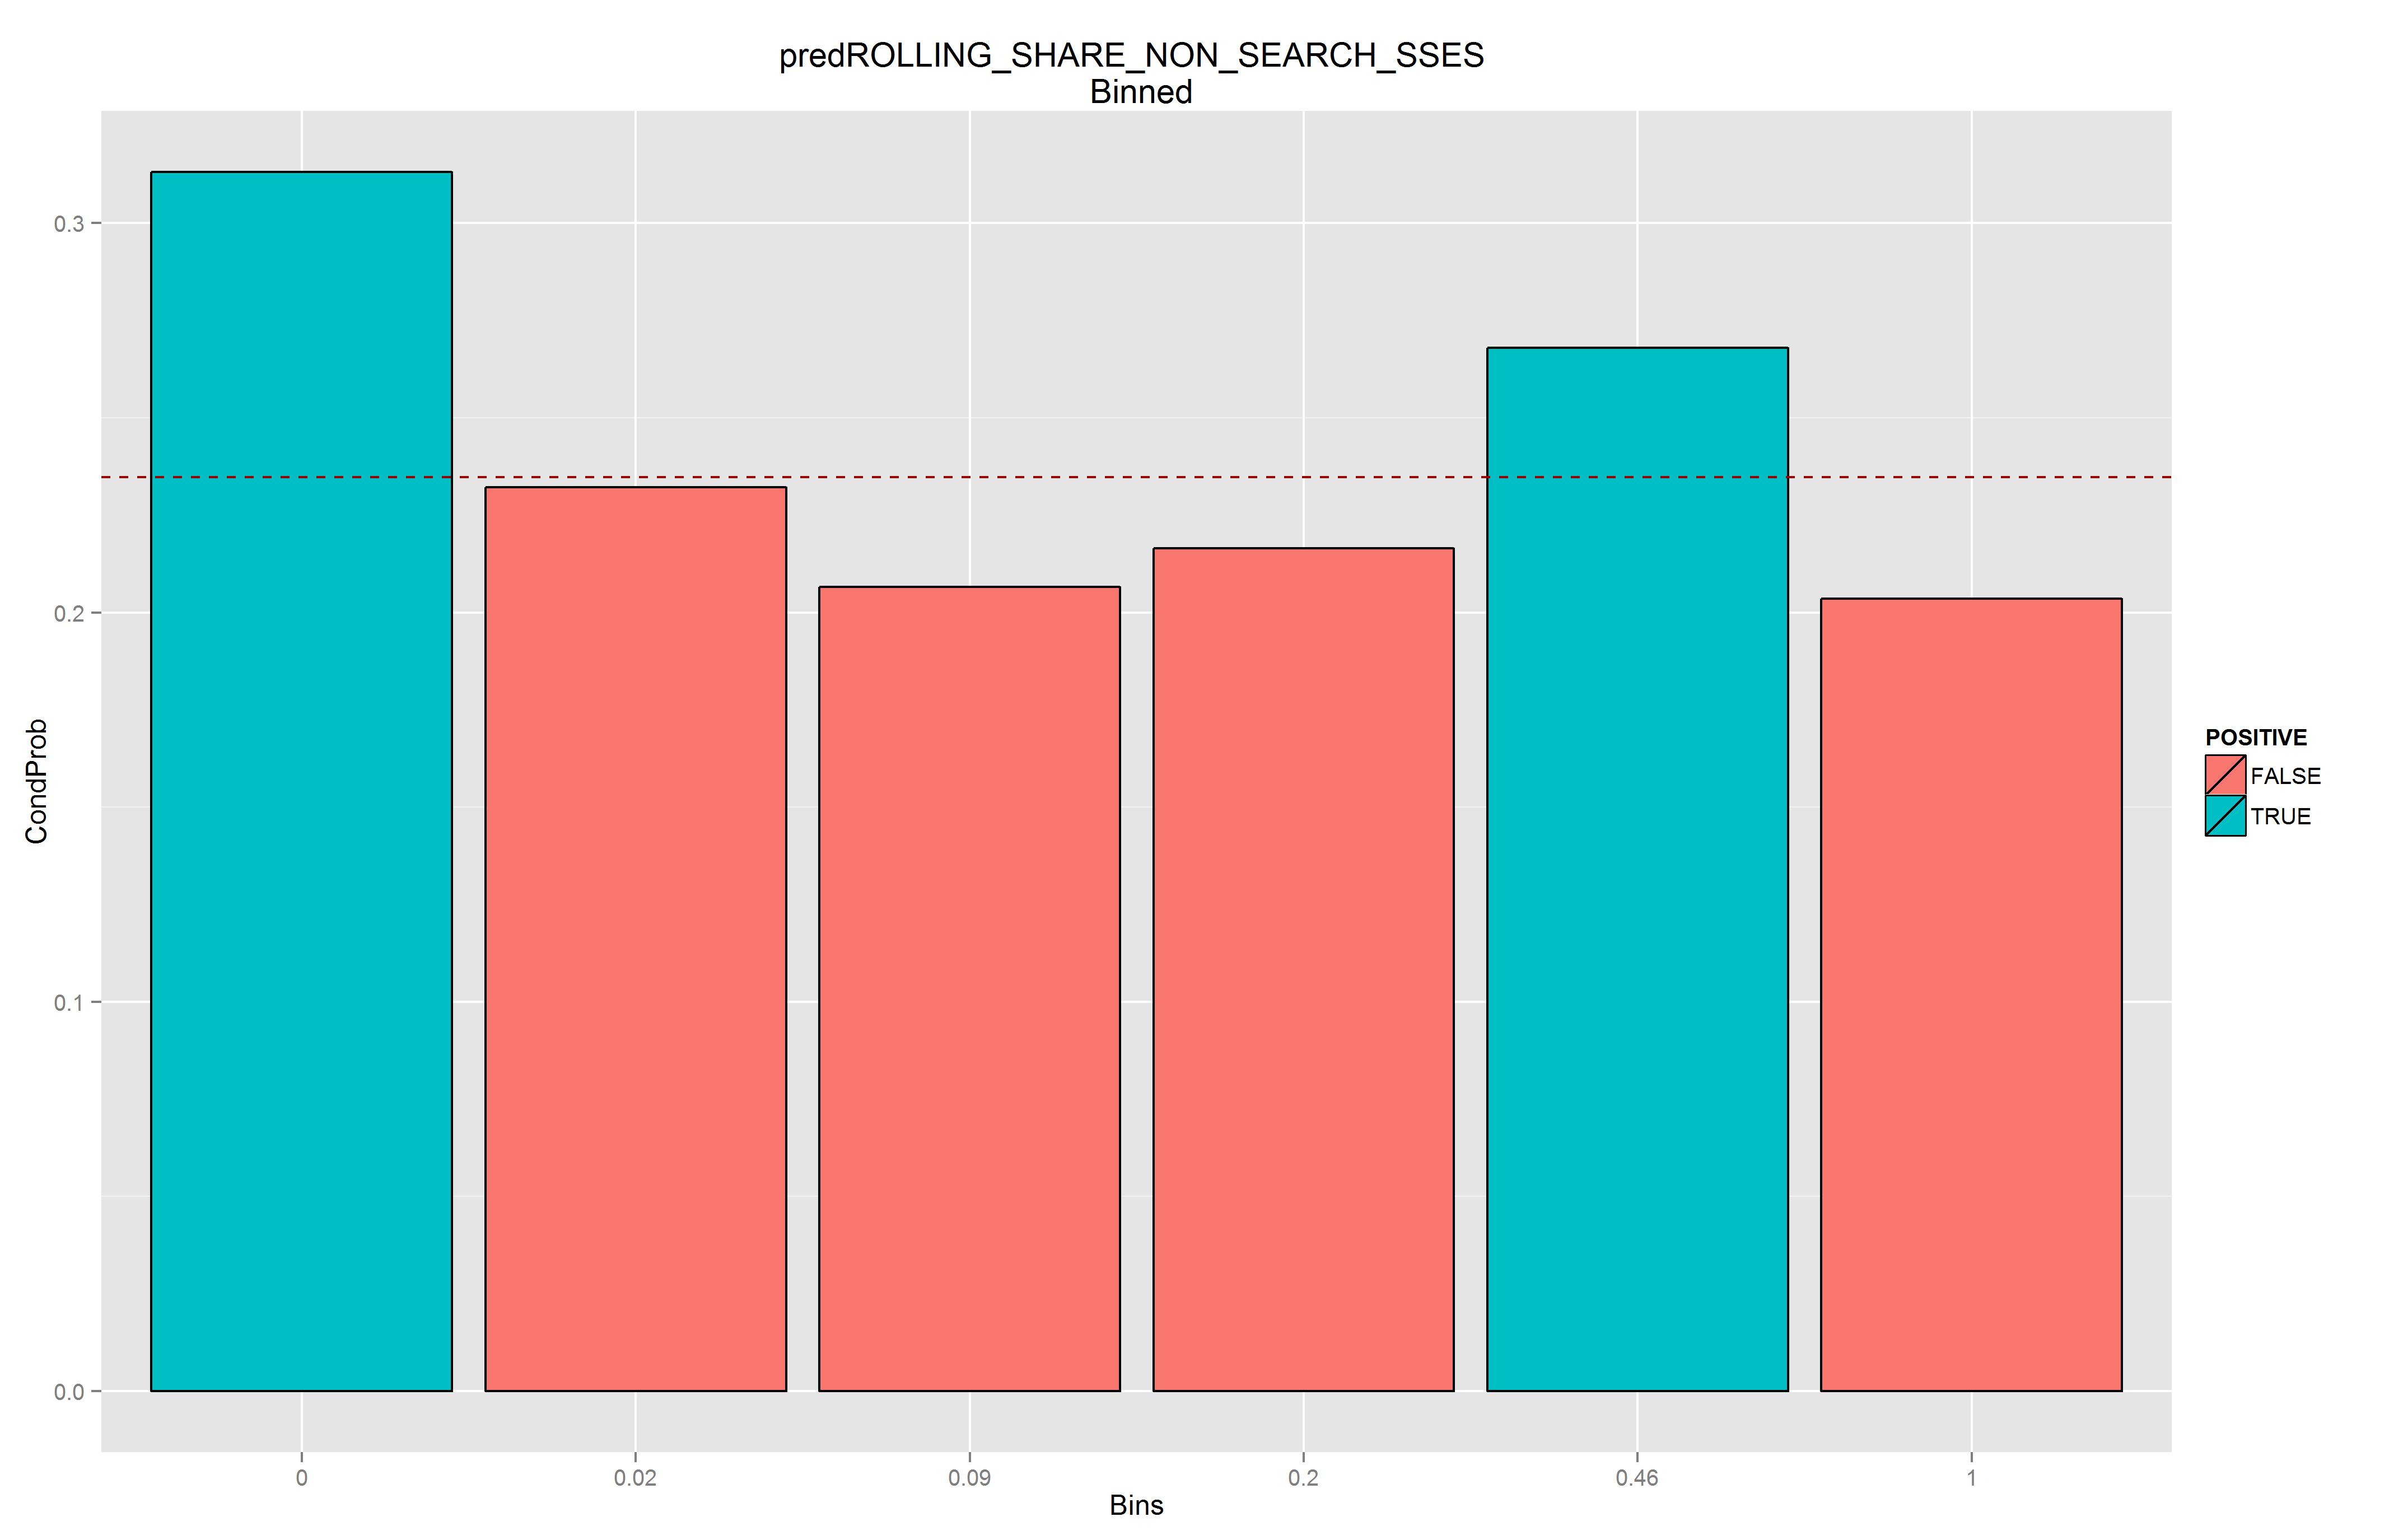 predROLLING_SHARE_NON_SEARCH_SSES
Binned
0.3
0.2
0.1
0.0
CondProb
0 0.02 0.09 0.2 0.46 1
Bins
POSITIVE
FALSE
TRUE